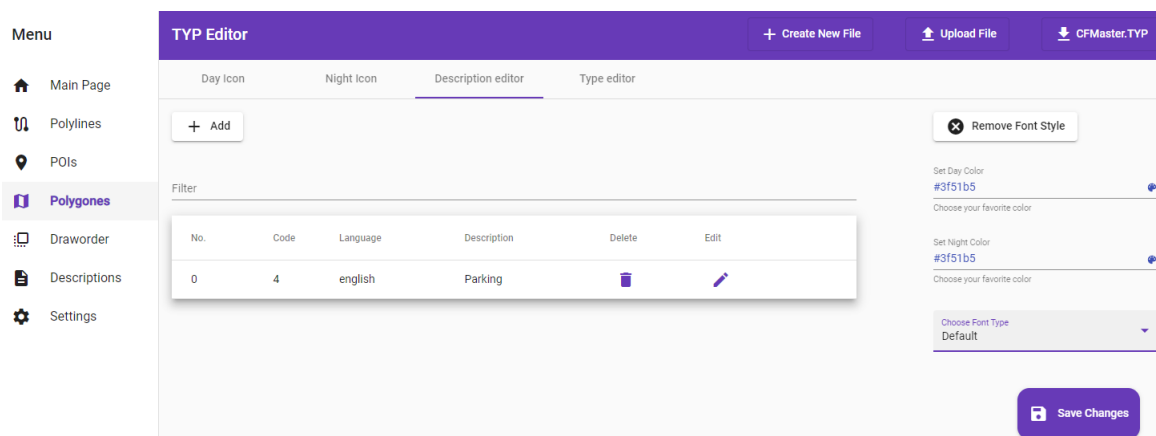 Menu
Main Page
Polylines
POIs
Polygones
Draworder
Descriptions
Settings
TYP Editor
Create New File
Upload File
CFMaster.TYP
Day Icon
Night Icon
Description editor
Type editor
Add
Filter
No. Code Language Description Delete Edit
0 4 english Parking
Remove Font Style
Set Day Color
#3f51b5
Choose your favorite color
Set Night Color
#3f51b5
Choose your favorite color
Choose Font Type
Default
Save Changes